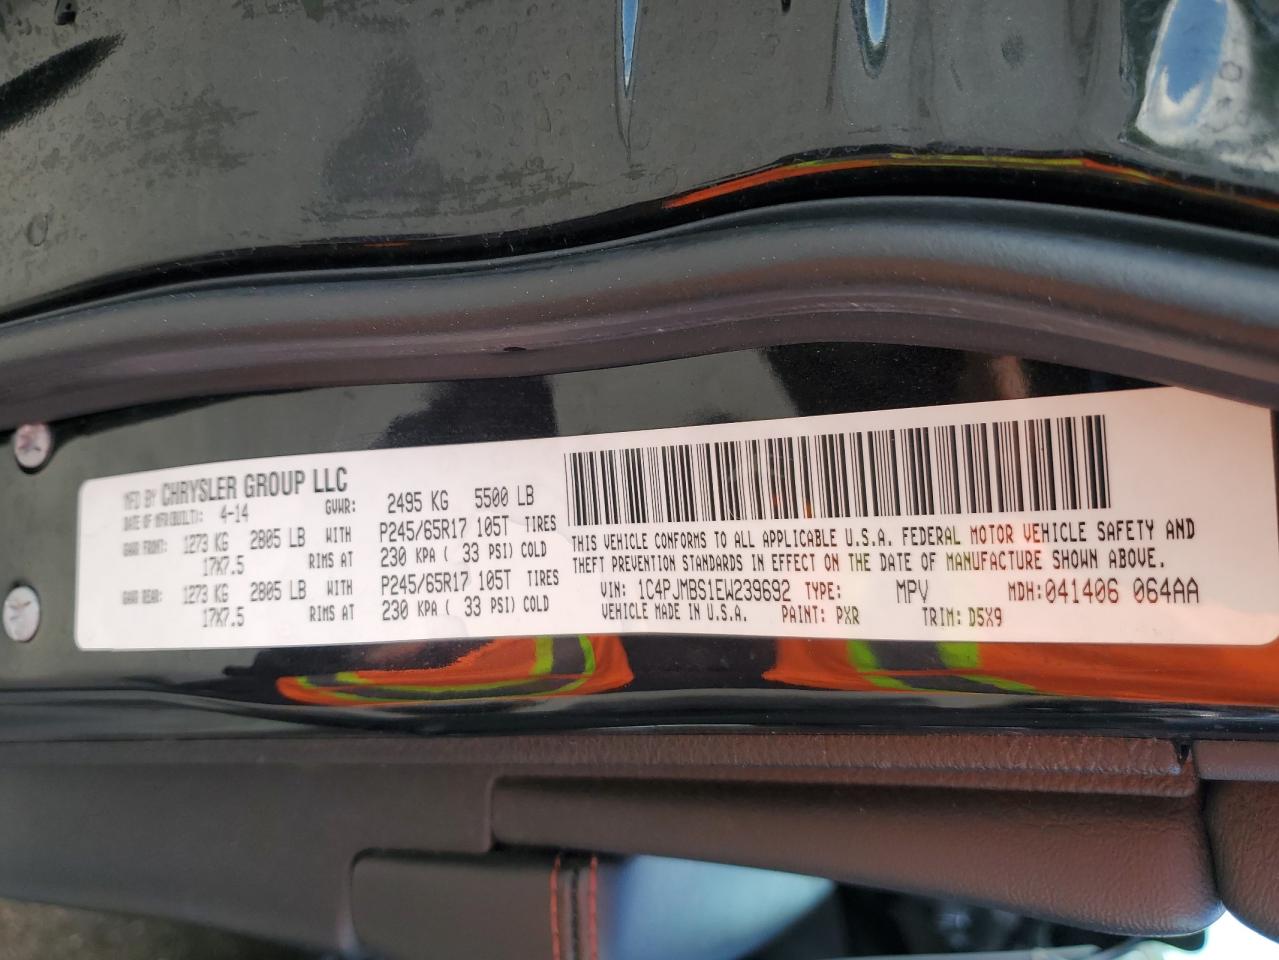 MFD BY CHRYSLER GROUP LLC
DATE OF MFR(BUILT): 4-14 GVWR: 2495 KG 5500 LB
GAWR FRONT: 1273 KG 2805 LB WITH P245/65R17 105T TIRES
17X7.5 RIMS AT 230 KPA ( 33 PSI) COLD
GAWR REAR: 1273 KG 2805 LB WITH P245/65R17 105T TIRES
17X7.5 RIMS AT 230 KPA ( 33 PSI) COLD
THIS VEHICLE CONFORMS TO ALL APPLICABLE U.S.A. FEDERAL MOTOR VEHICLE SAFETY AND
THEFT PREVENTION STANDARDS IN EFFECT ON THE DATE OF MANUFACTURE SHOWN ABOVE.
VIN: 1C4PJMBS1EW239692 TYPE: MPV MDH: 041406 064AA
VEHICLE MADE IN U.S.A. PAINT: PXR TRIM: D5X9